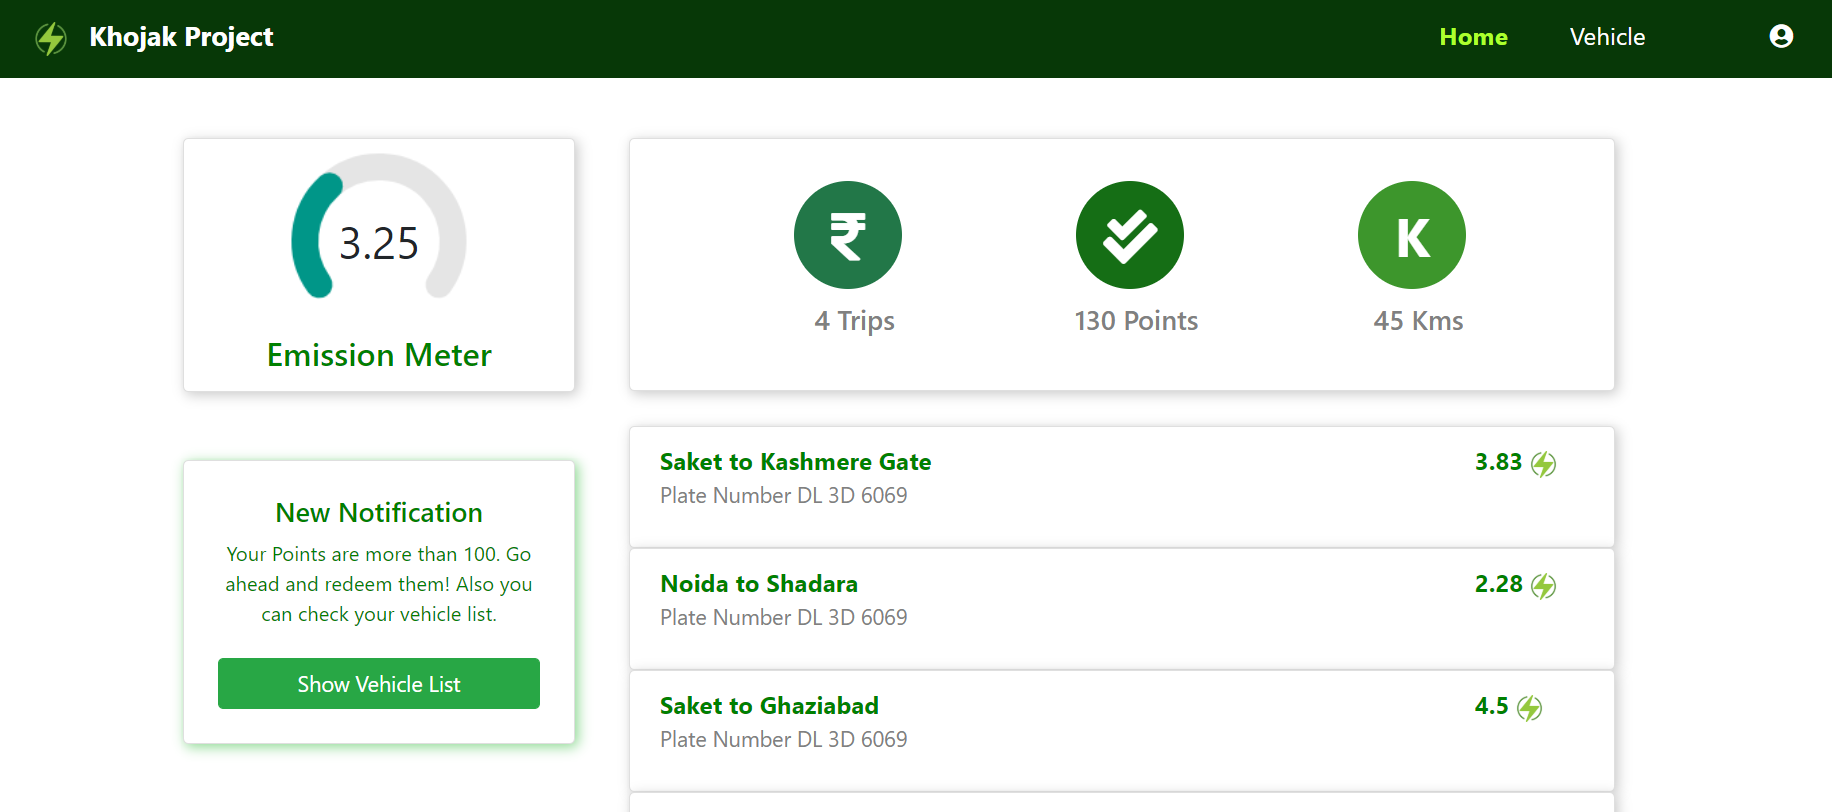 Khojak Project
Home
Vehicle
3.25
Emission Meter
₹
K
4 Trips
130 Points
45 Kms
New Notification
Your Points are more than 100. Go
ahead and redeem them! Also you
can check your vehicle list.
Show Vehicle List
Saket to Kashmere Gate
3.83
Plate Number DL 3D 6069
Noida to Shadara
2.28
Plate Number DL 3D 6069
Saket to Ghaziabad
4.5
Plate Number DL 3D 6069